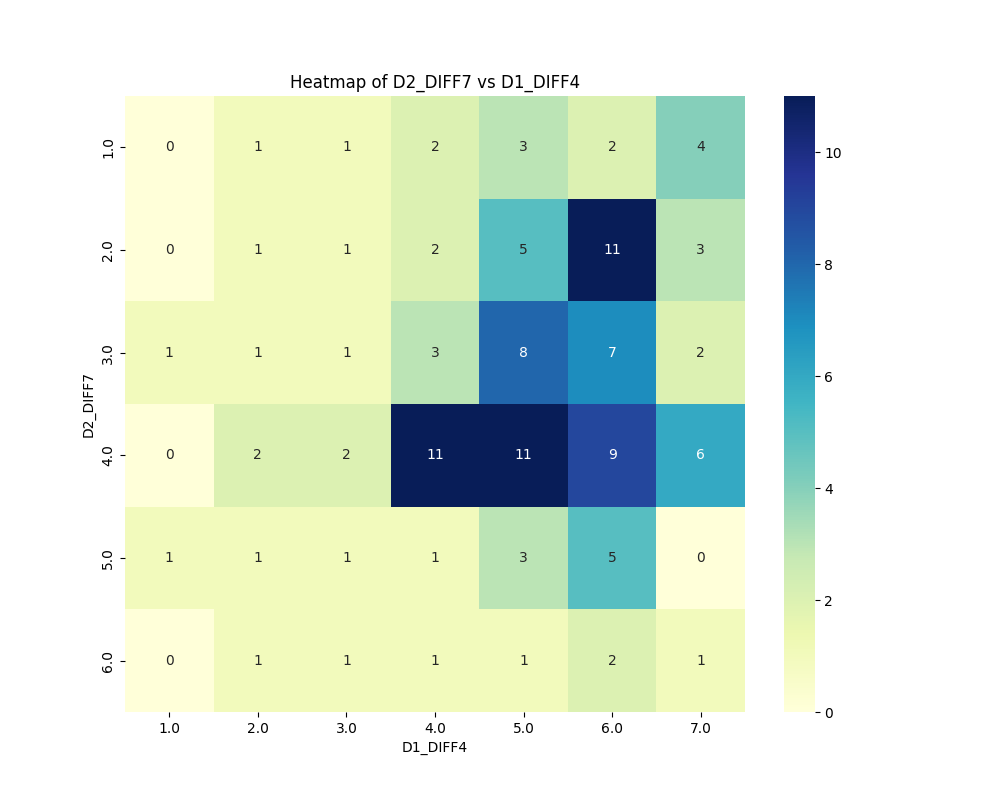 Heatmap of D2_DIFF7 vs D1_DIFF4
1.0 0 1 1 2 3 2 4
2.0 0 1 1 2 5 11 3
3.0 1 1 1 3 8 7 2
4.0 0 2 2 11 11 9 6
5.0 1 1 1 1 3 5 0
6.0 0 1 1 1 1 2 1
D2_DIFF7
1.0 2.0 3.0 4.0 5.0 6.0 7.0
D1_DIFF4
10
8
6
4
2
0